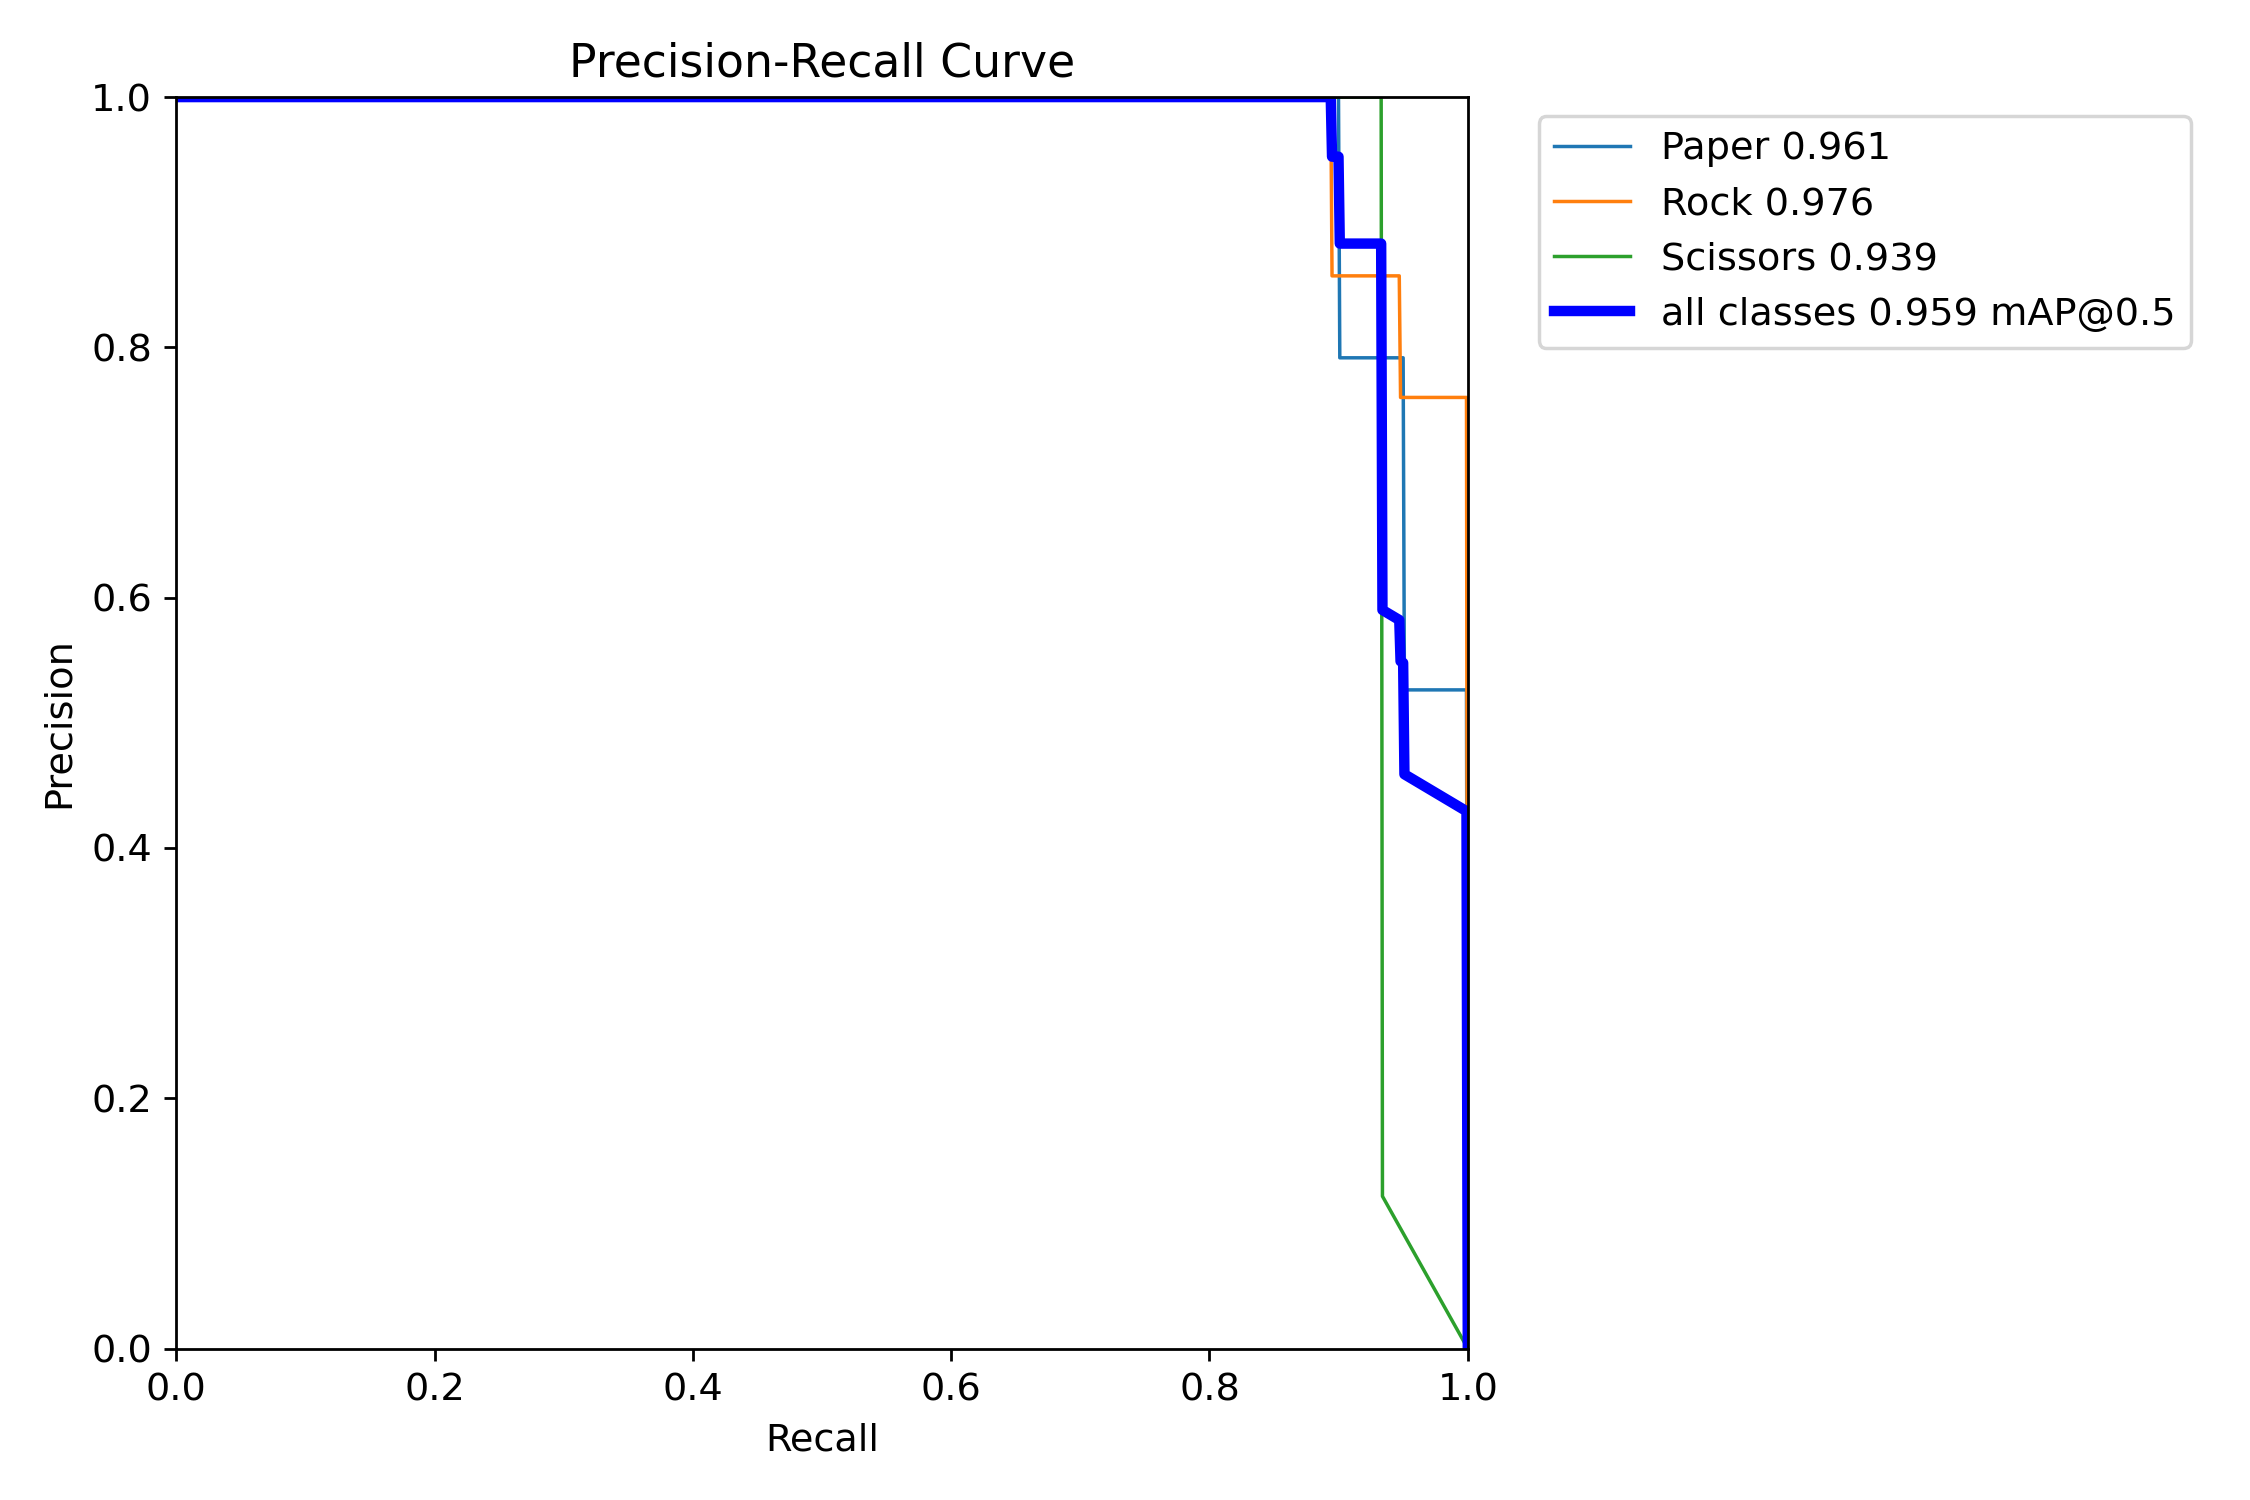 Precision-Recall Curve
1.0
0.8
0.6
0.4
0.2
0.0
Precision
0.0 0.2 0.4 0.6 0.8 1.0
Recall
Paper 0.961
Rock 0.976
Scissors 0.939
all classes 0.959 mAP@0.5